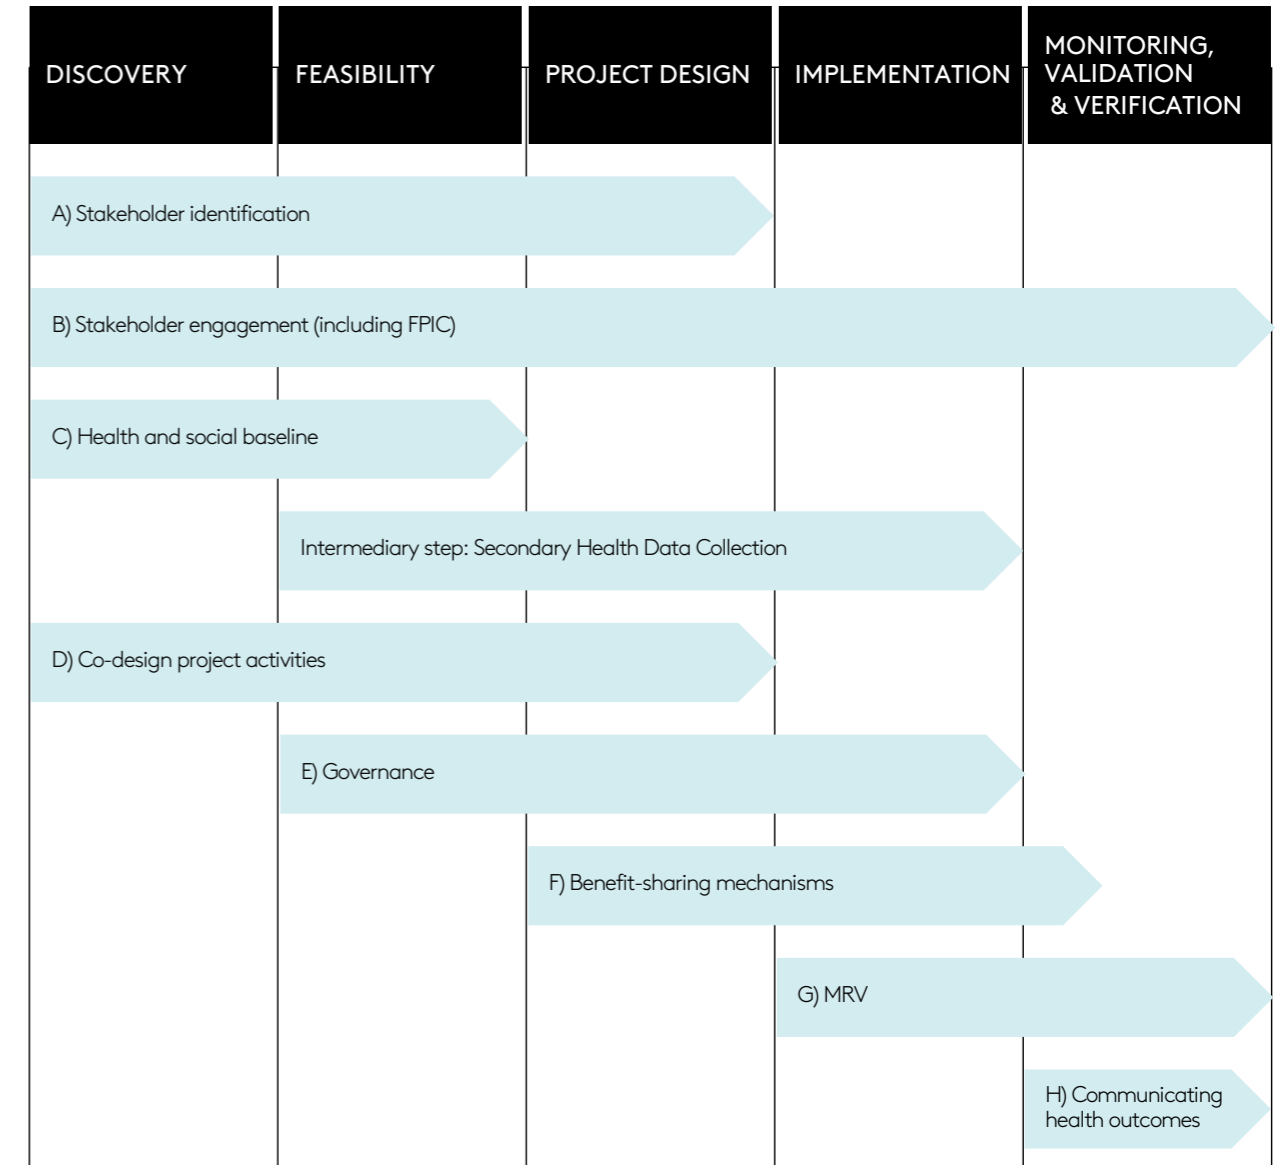 DISCOVERY
FEASIBILITY
PROJECT DESIGN
IMPLEMENTATION
MONITORING,
VALIDATION
& VERIFICATION
A) Stakeholder identification
B) Stakeholder engagement (including FPIC)
C) Health and social baseline
Intermediary step: Secondary Health Data Collection
D) Co-design project activities
E) Governance
F) Benefit-sharing mechanisms
G) MRV
H) Communicating
health outcomes